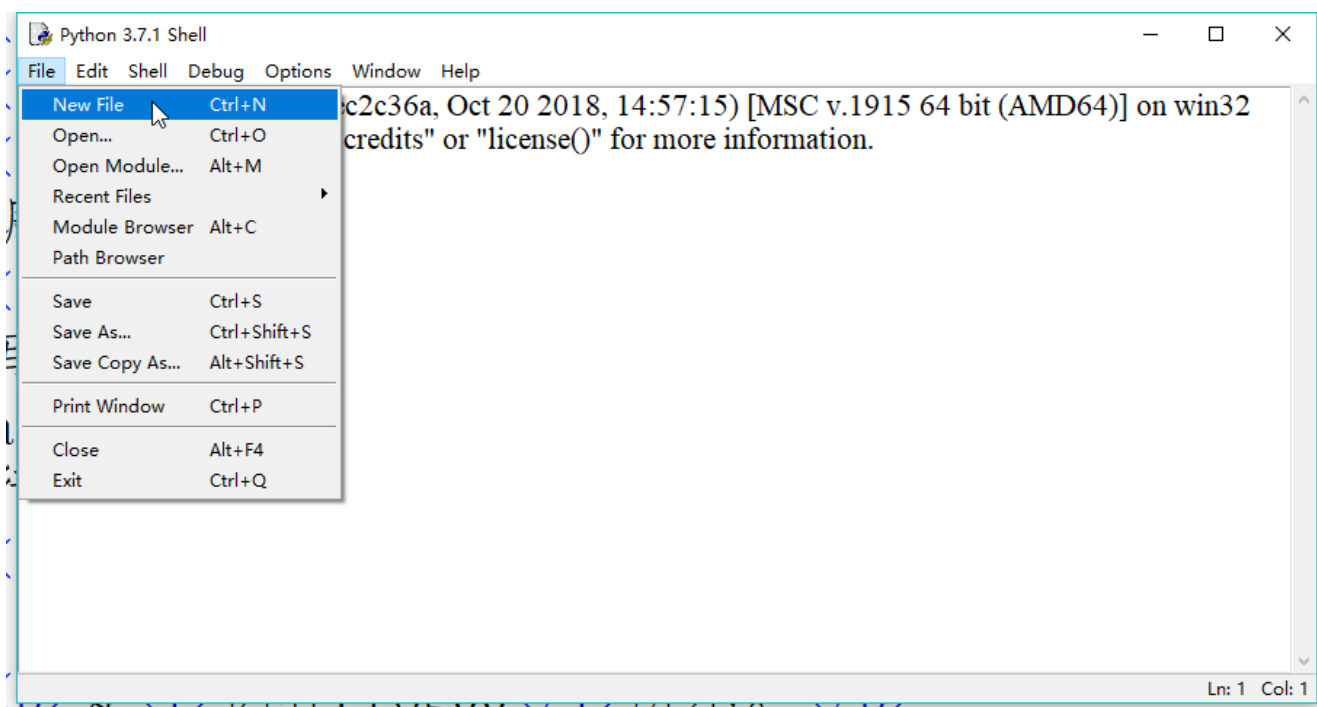 Python 3.7.1 Shell
File Edit Shell Debug Options Window Help
New File Ctrl+N
Open... Ctrl+O
Open Module... Alt+M
Recent Files
Module Browser Alt+C
Path Browser
Save Ctrl+S
Save As... Ctrl+Shift+S
Save Copy As... Alt+Shift+S
Print Window Ctrl+P
Close Alt+F4
Exit Ctrl+Q
c2c36a, Oct 20 2018, 14:57:15) [MSC v.1915 64 bit (AMD64)] on win32
credits" or "license()" for more information.
Ln: 1 Col: 1